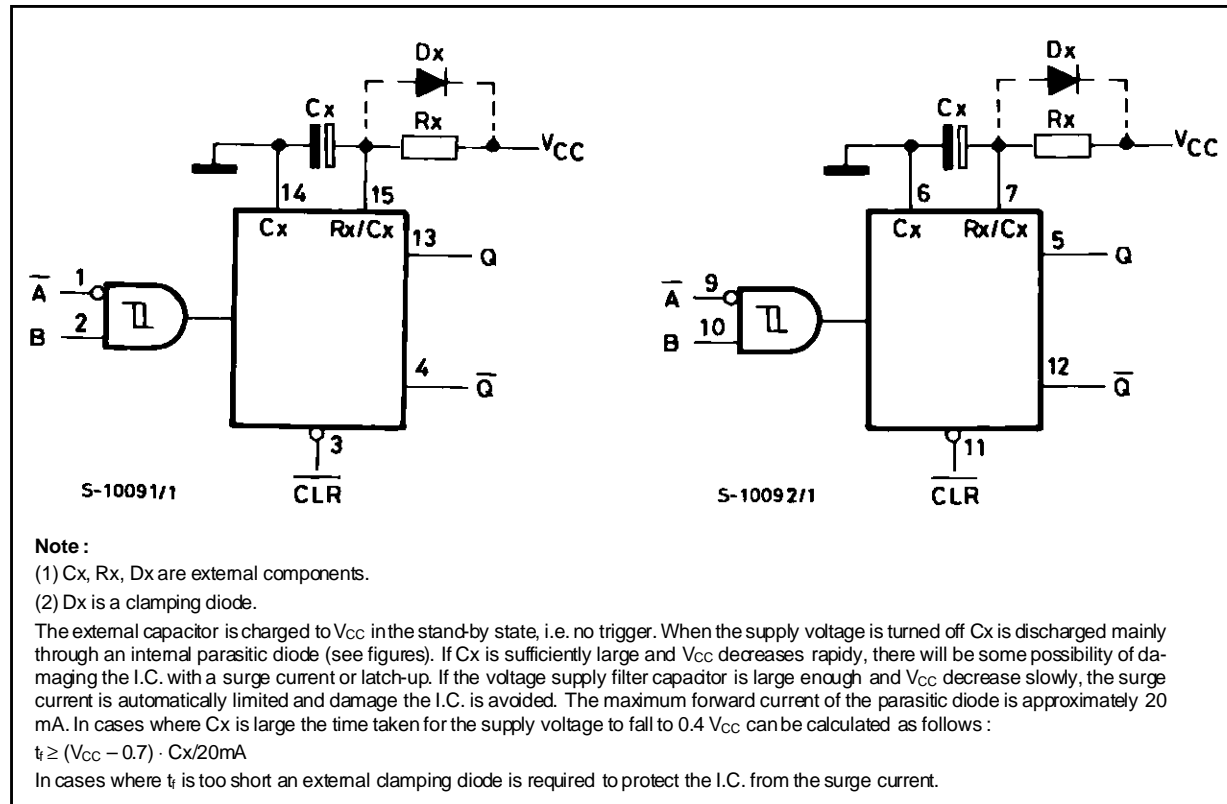 Dx
Cx
Rx
VCC
14
15
Cx
Rx/Cx
13
Q
A̅
1
B
2
4
Q̅
3
C̅L̅R̅
S-10091/1
Dx
Cx
Rx
VCC
6
7
Cx
Rx/Cx
5
Q
A̅
9
B
10
12
Q̅
11
C̅L̅R̅
S-10092/1
Note :
(1) Cx, Rx, Dx are external components.
(2) Dx is a clamping diode.
The external capacitor is charged to VCC in the stand-by state, i.e. no trigger. When the supply voltage is turned off Cx is discharged mainly
through an internal parasitic diode (see figures). If Cx is sufficiently large and VCC decreases rapidly, there will be some possibility of da-
maging the I.C. with a surge current or latch-up. If the voltage supply filter capacitor is large enough and VCC decrease slowly, the surge
current is automatically limited and damage the I.C. is avoided. The maximum forward current of the parasitic diode is approximately 20
mA. In cases where Cx is large the time taken for the supply voltage to fall to 0.4 VCC can be calculated as follows :
tf ≥ (VCC – 0.7) · Cx/20mA
In cases where tf is too short an external clamping diode is required to protect the I.C. from the surge current.